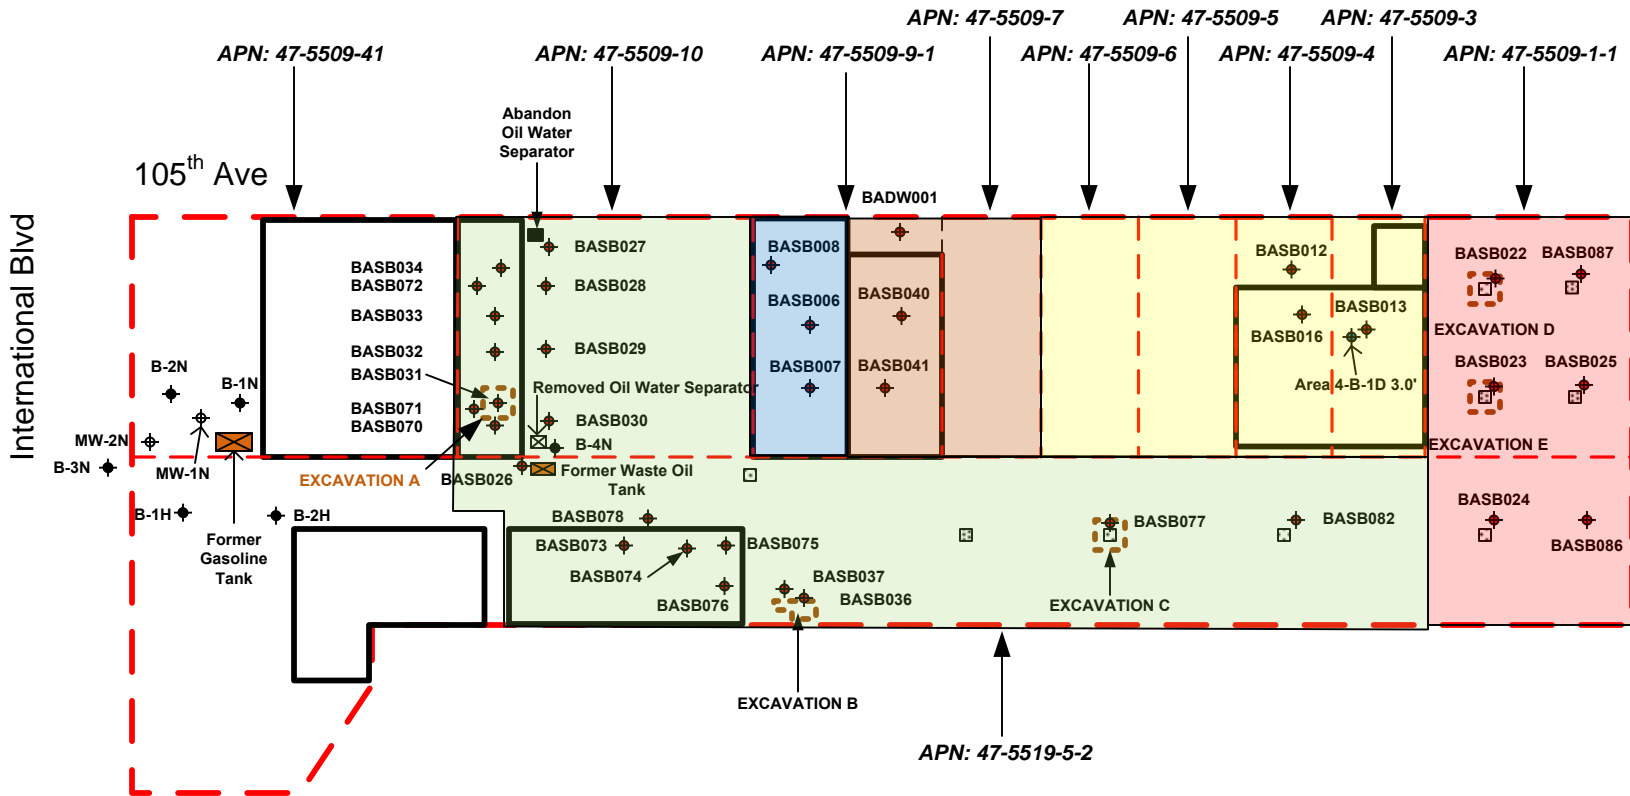 APN: 47-5509-7
APN: 47-5509-5
APN: 47-5509-3
APN: 47-5509-41
APN: 47-5509-10
APN: 47-5509-9-1
APN: 47-5509-6
APN: 47-5509-4
APN: 47-5509-1-1
Abandon
Oil Water
Separator
105th Ave
International Blvd
BADW001
BASB027
BASB008
BASB012
BASB022
BASB087
BASB034
BASB072
BASB028
BASB006
BASB040
BASB013
BASB033
BASB016
EXCAVATION D
BASB032
BASB029
BASB031
BASB007
BASB041
BASB023
BASB025
B-2N
B-1N
Removed Oil Water Separator
Area 4-B-1D 3.0'
BASB071
BASB070
BASB030
MW-2N
MW-1N
B-4N
EXCAVATION E
B-3N
EXCAVATION A
BASB026
Former Waste Oil
Tank
B-1H
B-2H
BASB078
BASB077
BASB082
BASB024
Former
Gasoline
Tank
BASB073
BASB074
BASB075
BASB086
BASB076
BASB037
BASB036
EXCAVATION C
EXCAVATION B
APN: 47-5519-5-2